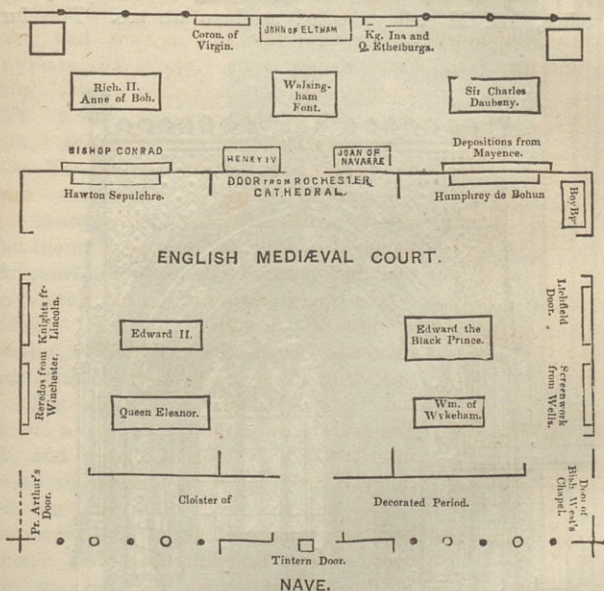 Coron. of
Virgin.
JOHN OF ELTHAM
Kg. Ina and
Q. Ethelburga.
Rich. II.
Anne of Boh.
Walsing-
ham
Font.
Sir Charles
Daubeny.
BISHOP CONRAD
HENRY IV
JOAN OF
NAVARRE
Depositions from
Mayence.
Hawton Sepulchre.
DOOR FROM ROCHESTER
CATHEDRAL
Humphrey de Bohun
Boy Bp.
ENGLISH MEDIÆVAL COURT.
Knights fr.
Lincoln.
Lichfield
Door.
Edward II.
Edward the
Black Prince.
Reredos from
Winchester.
Screenwork
from Wells.
Queen Eleanor.
Wm. of
Wykeham.
Pr. Arthur's
Door.
Cloister of
Decorated Period.
Door of
Bish West's
Chapel.
Tintern Door.
NAVE.